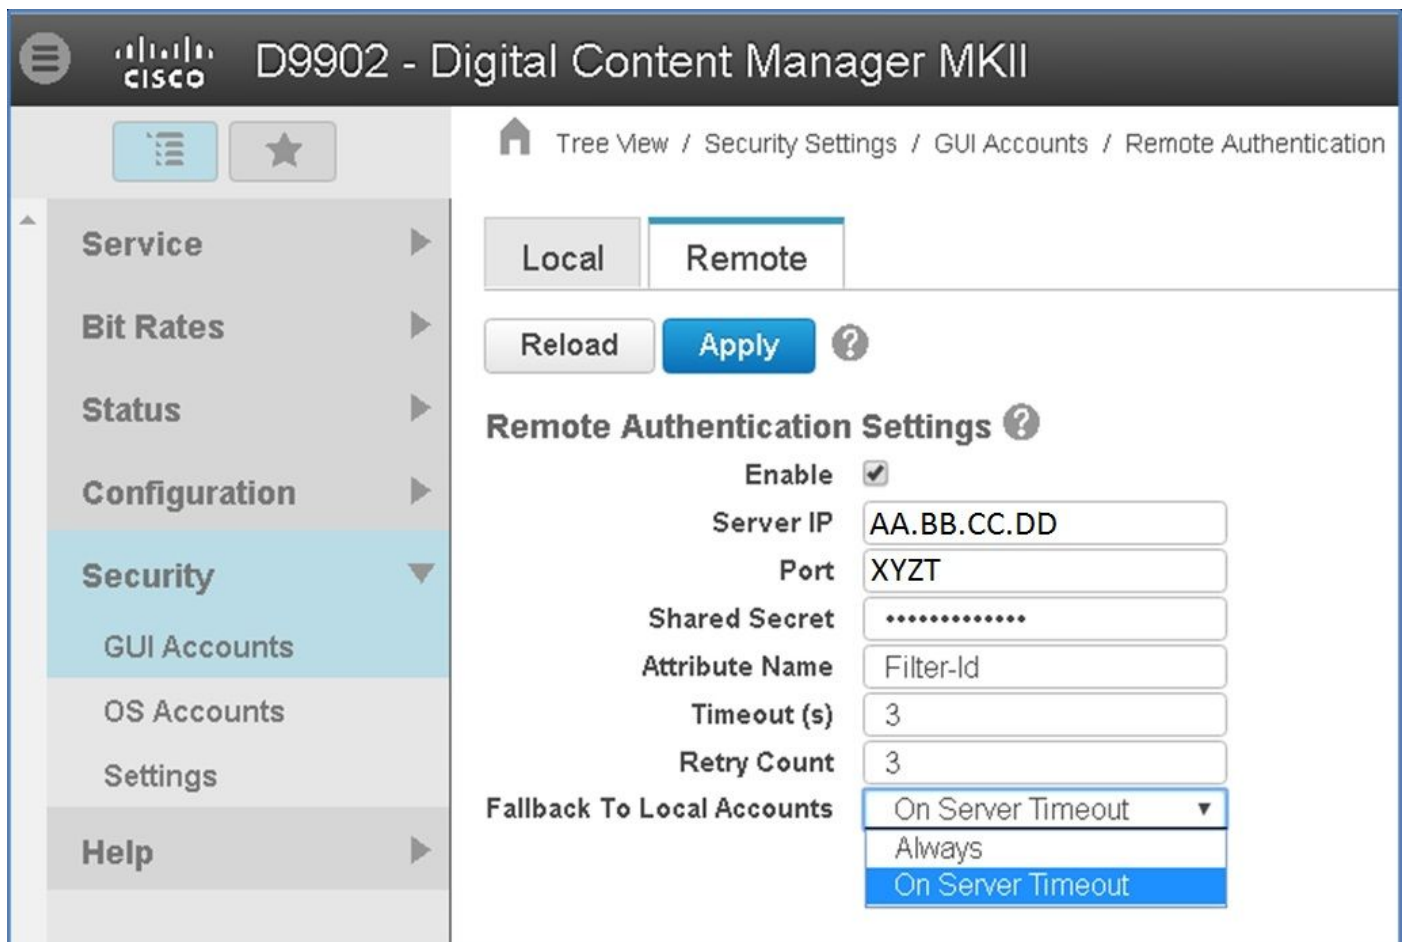 CISCO D9902 - Digital Content Manager MKII
Tree View / Security Settings / GUI Accounts / Remote Authentication
Service
Bit Rates
Status
Configuration
Security
GUI Accounts
OS Accounts
Settings
Help
Local Remote
Reload Apply ?
Remote Authentication Settings ?
Enable
Server IP AA.BB.CC.DD
Port XYZT
Shared Secret •••••••••••••
Attribute Name Filter-Id
Timeout (s) 3
Retry Count 3
Fallback To Local Accounts On Server Timeout
Always
On Server Timeout